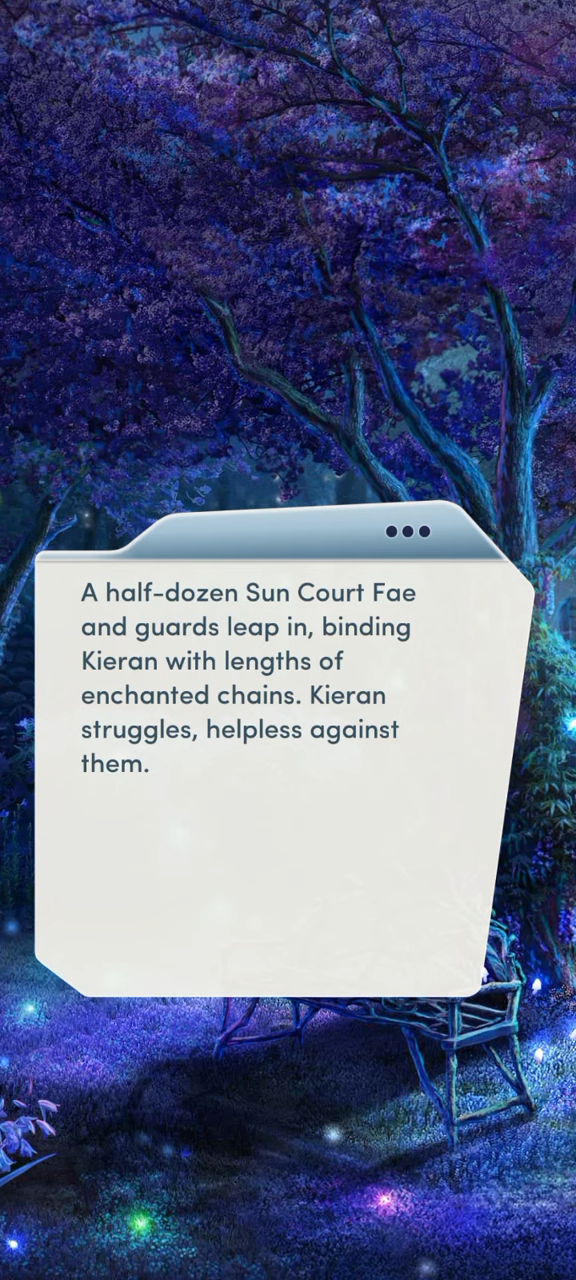 A half-dozen Sun Court Fae
and guards leap in, binding
Kieran with lengths of
enchanted chains. Kieran
struggles, helpless against
them.